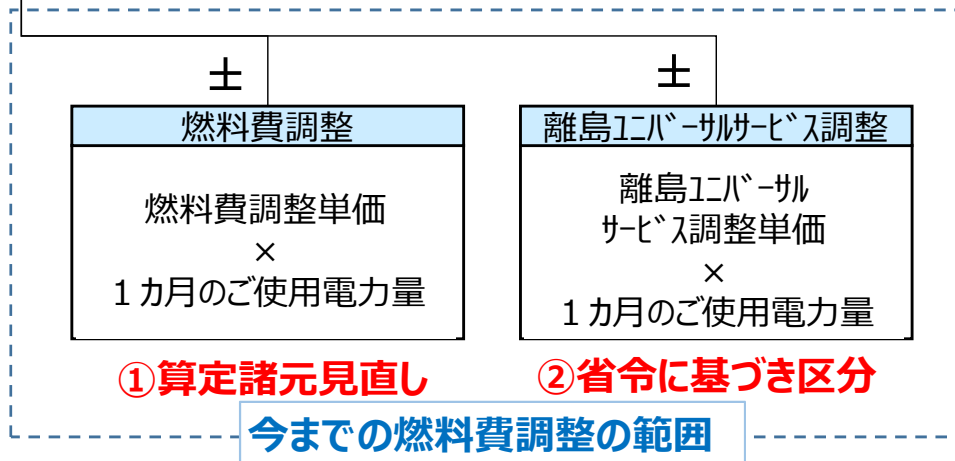 ±
±
燃料費調整
離島ﾕﾆﾊﾞｰｻﾙｻｰﾋﾞｽ調整
燃料費調整単価
×
１カ月のご使用電力量
離島ﾕﾆﾊﾞｰｻﾙ
ｻｰﾋﾞｽ調整単価
×
１カ月のご使用電力量
①算定諸元見直し
②省令に基づき区分
今までの燃料費調整の範囲